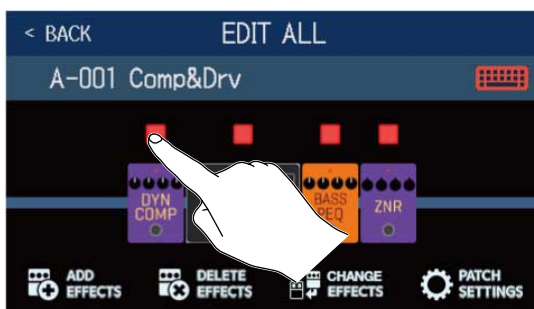 < BACK EDIT ALL
A-001 Comp&Drv
DYN COMP
BASS PEQ
ZNR
ADD EFFECTS
DELETE EFFECTS
CHANGE EFFECTS
PATCH SETTINGS